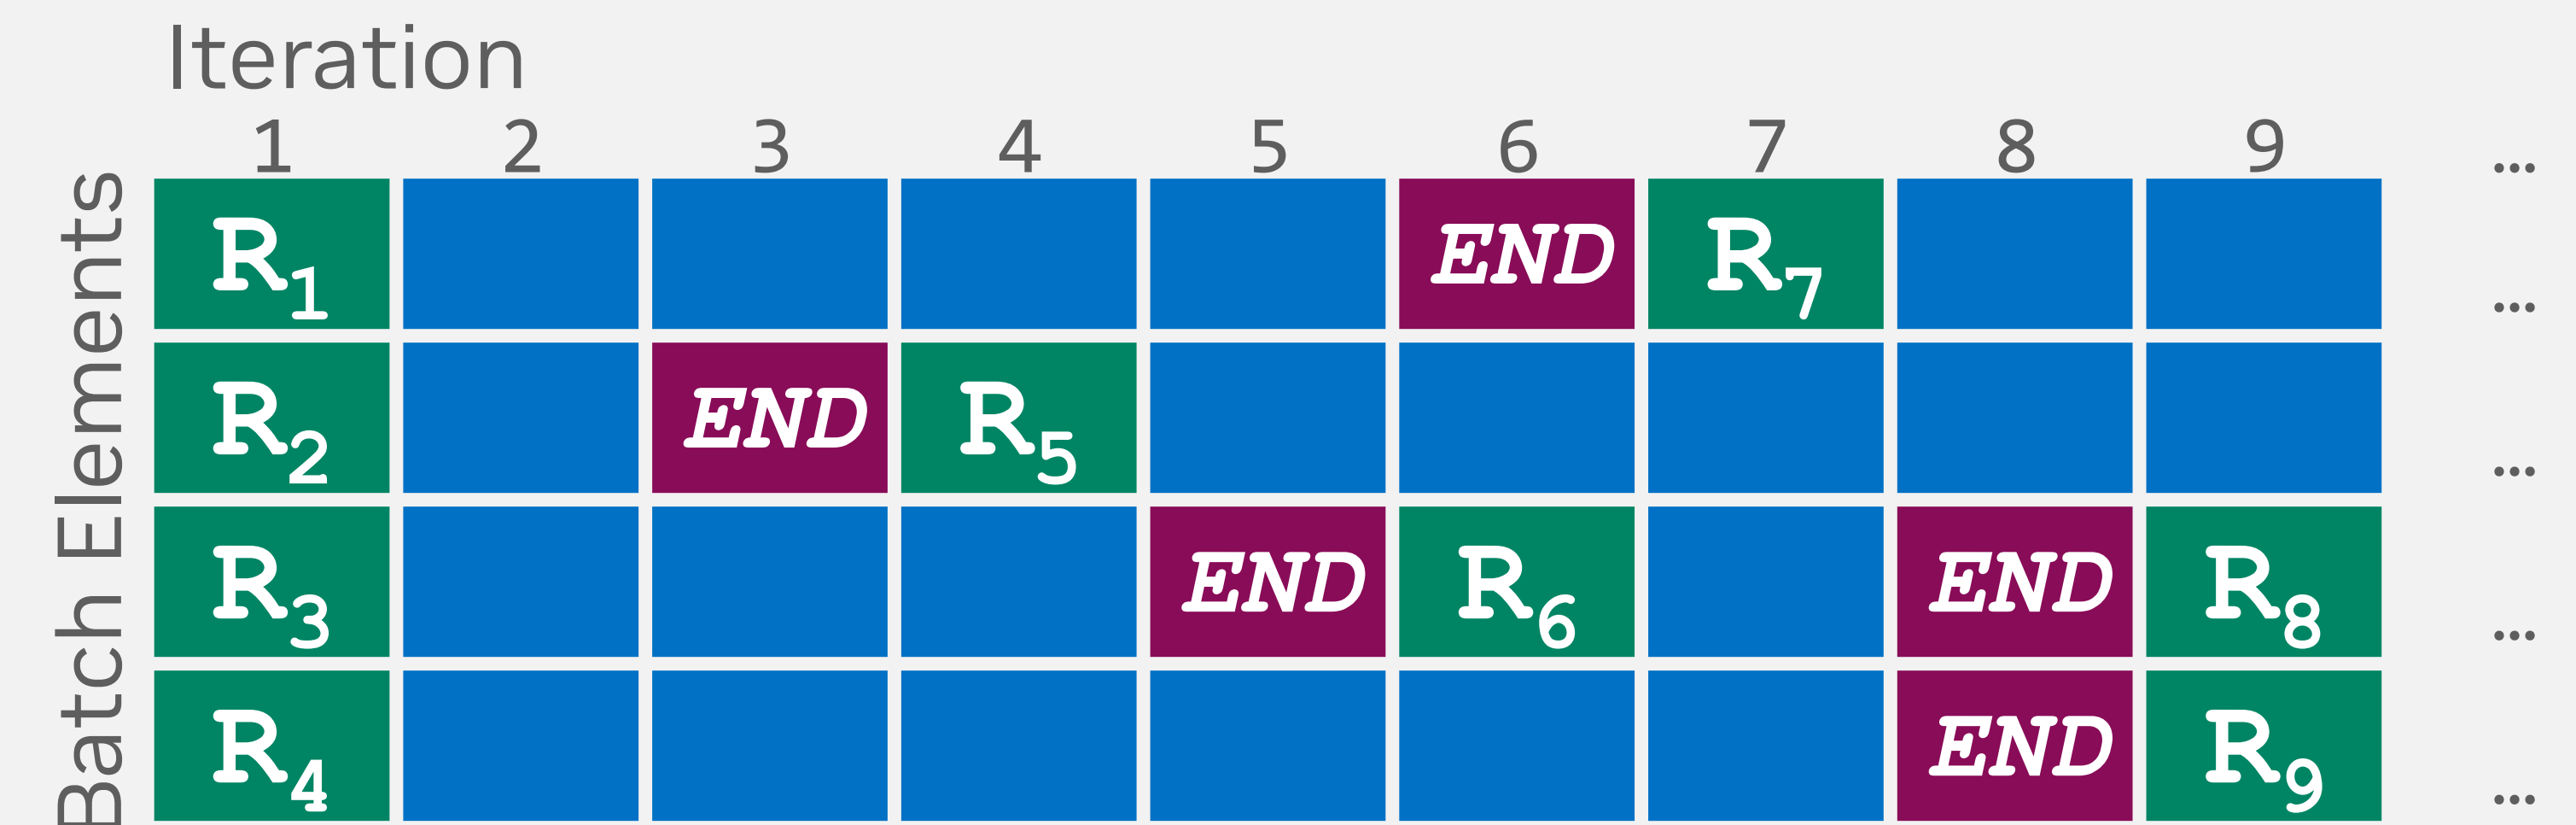 Iteration
1 2 3 4 5 6 7 8 9 ...
Batch Elements
R1 END R7 ...
R2 END R5 ...
R3 END R6 END R8 ...
R4 END R9 ...